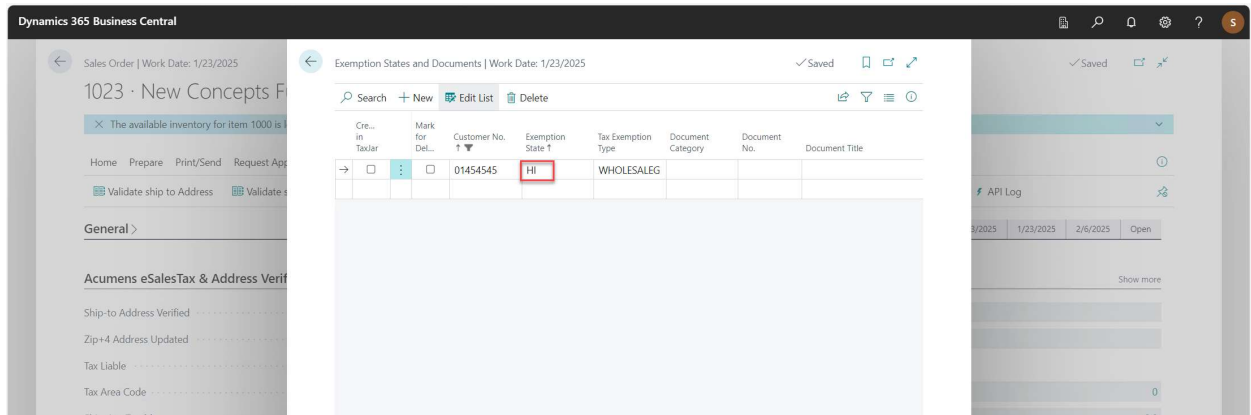 Dynamics 365 Business Central
?
S
Sales Order | Work Date: 1/23/2025
Saved
1023 · New Concepts F
The available inventory for item 1000 is
Home Prepare Print/Send Request App
Validate ship to Address Validate s
API Log
General
1/23/2025 2/6/2025 Open
Acumens eSalesTax & Address Verif
Show more
Ship-to Address Verified
Zip+4 Address Updated
Tax Liable
Tax Area Code
0
Exemption States and Documents | Work Date: 1/23/2025
Saved
Search New Edit List Delete
Cre... in TaxJar Mark for Del... Customer No. Exemption State Tax Exemption Type Document Category Document No. Document Title
01454545 HI WHOLESALEG